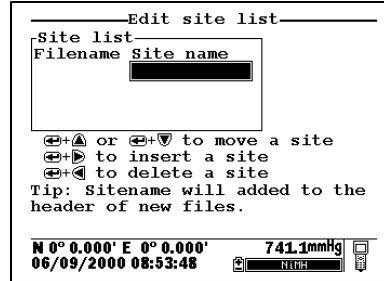 Edit site list
Site list
Filename Site name
+ or + to move a site
+ to insert a site
+ to delete a site
Tip: Sitename will added to the
header of new files.
N 0° 0.000' E 0° 0.000' 741.1mmHg
06/09/2000 08:53:48 NiMH